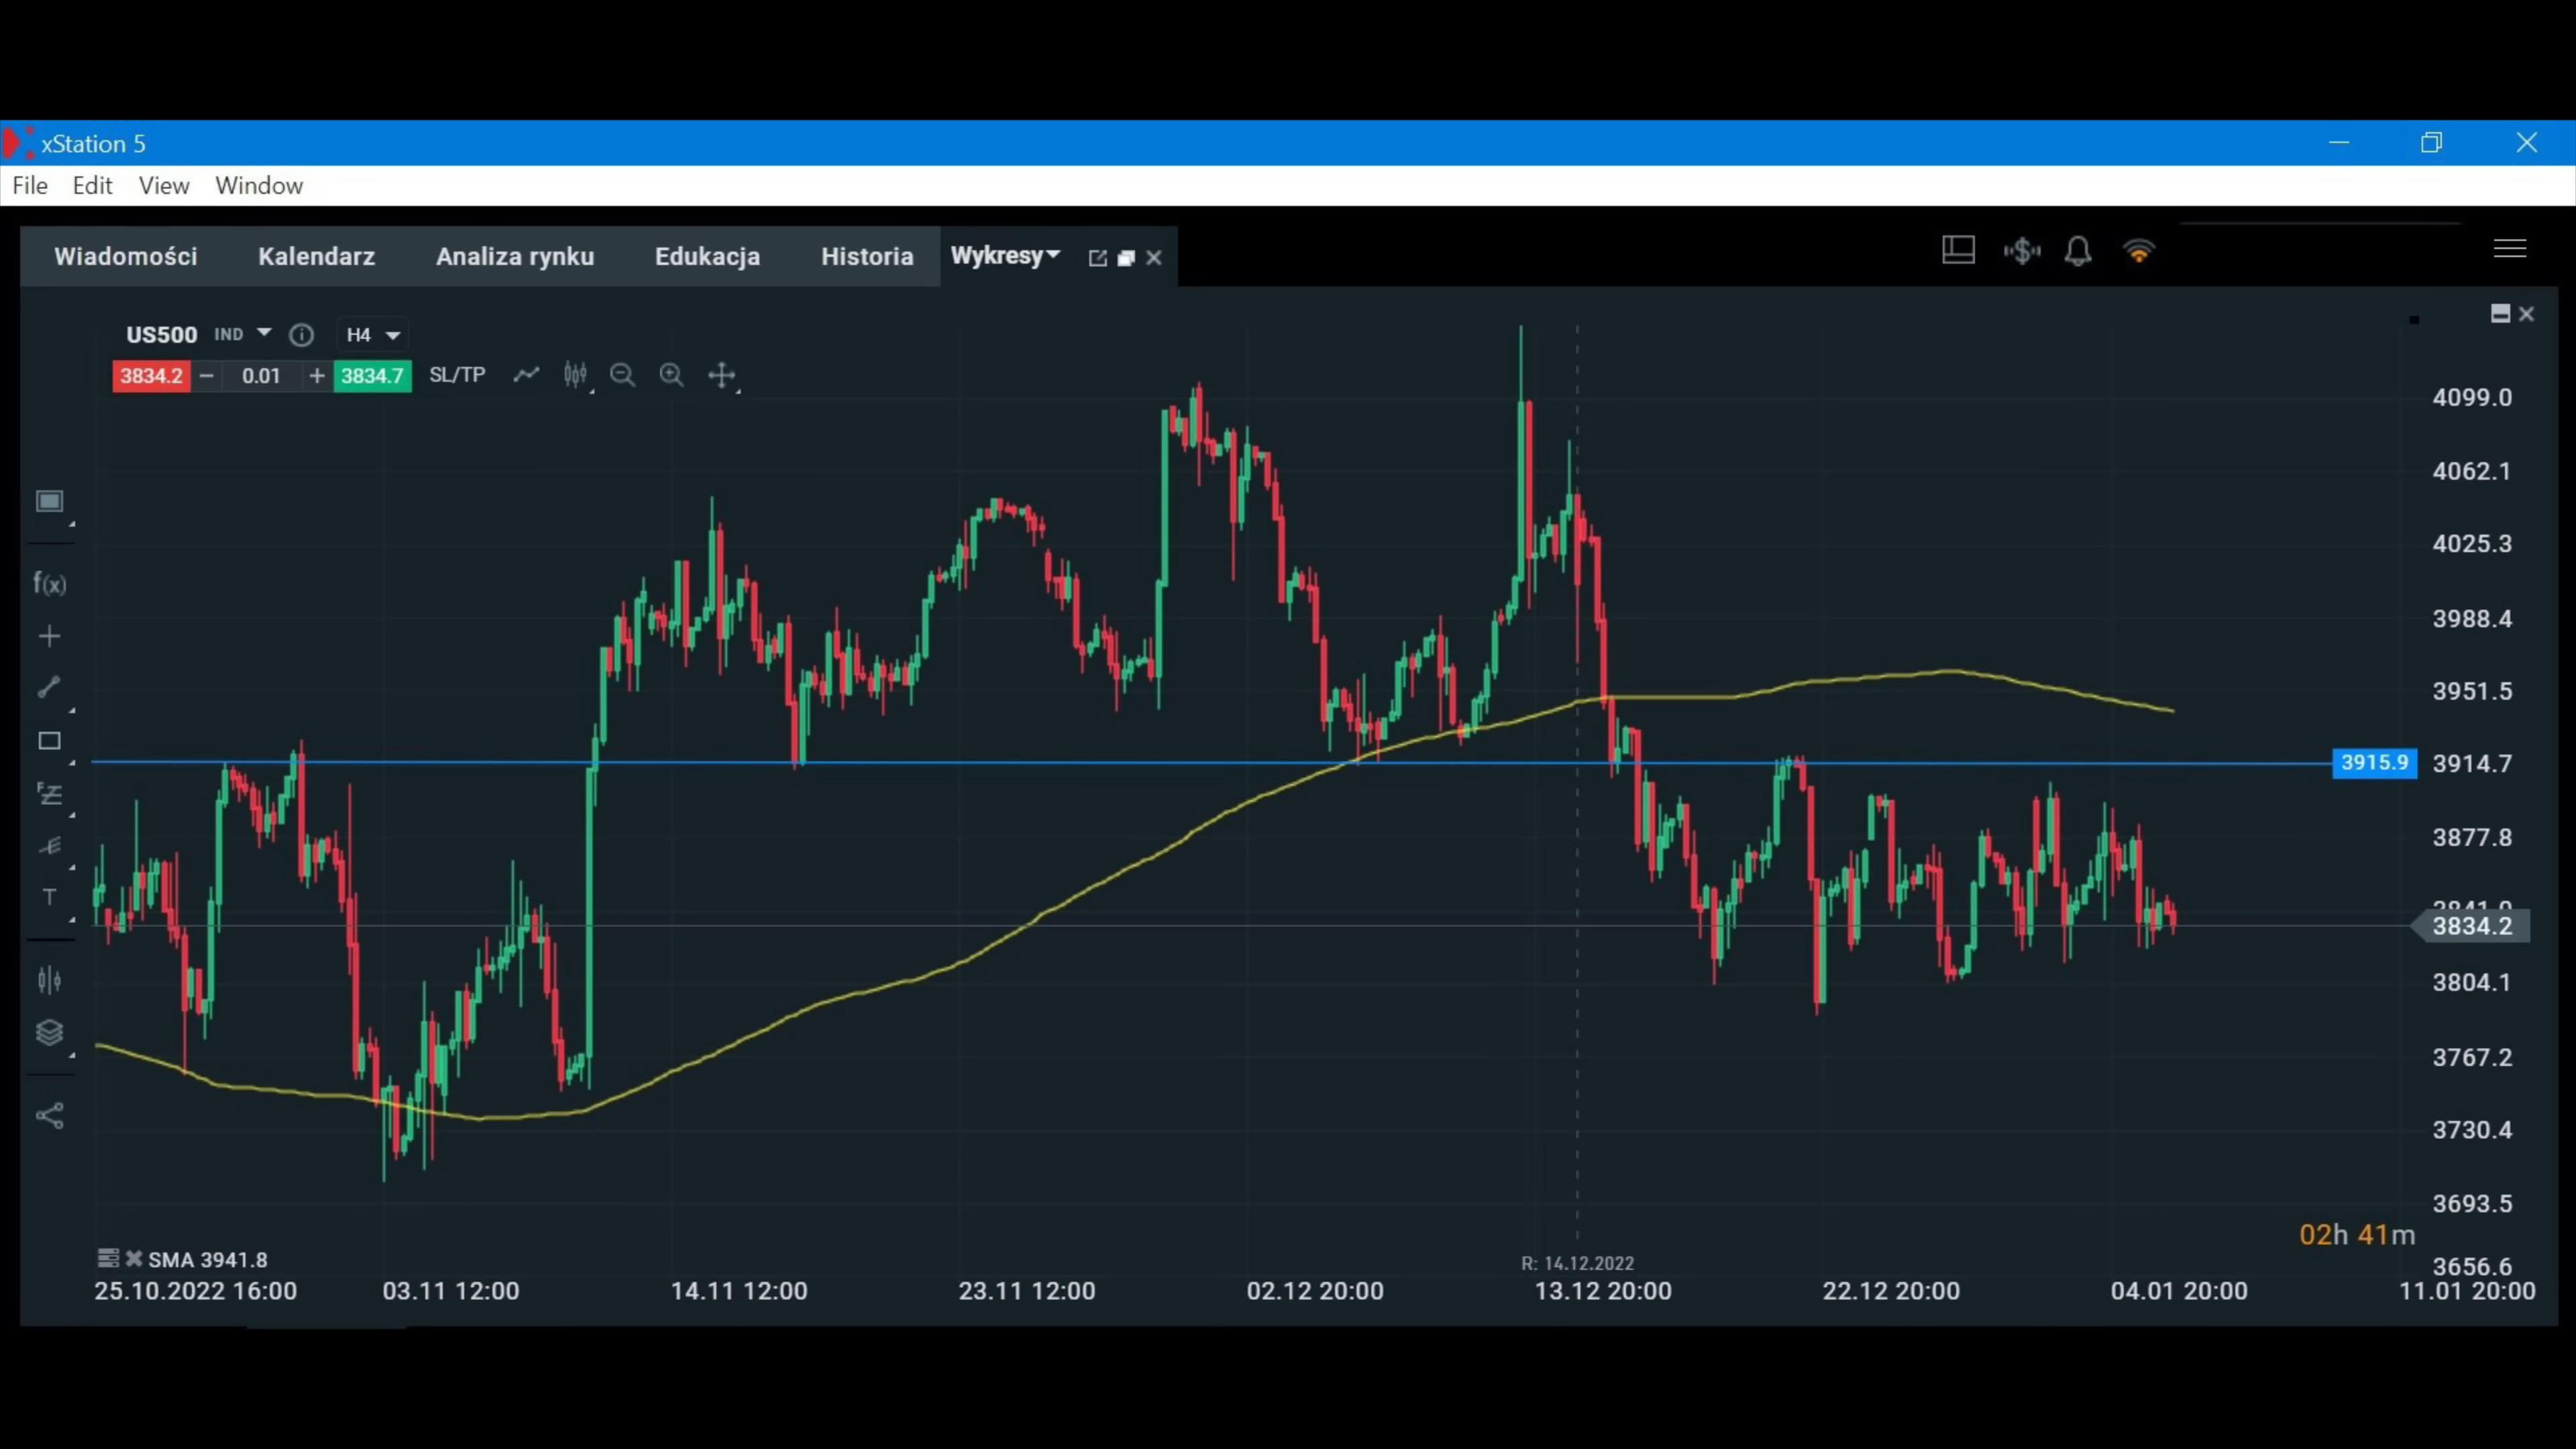 xStation 5
File Edit View Window
Wiadomości Kalendarz Analiza rynku Edukacja Historia Wykresy
US500 IND H4
3834.2 − 0.01 + 3834.7 SL/TP
4099.0
4062.1
4025.3
f(x)
3988.4
3951.5
3915.9 3914.7
3877.8
T
3834.2
3804.1
3767.2
3730.4
3693.5
02h 41m
SMA 3941.8
R: 14.12.2022
3656.6
25.10.2022 16:00 03.11 12:00 14.11 12:00 23.11 12:00 02.12 20:00 13.12 20:00 22.12 20:00 04.01 20:00 11.01 20:00